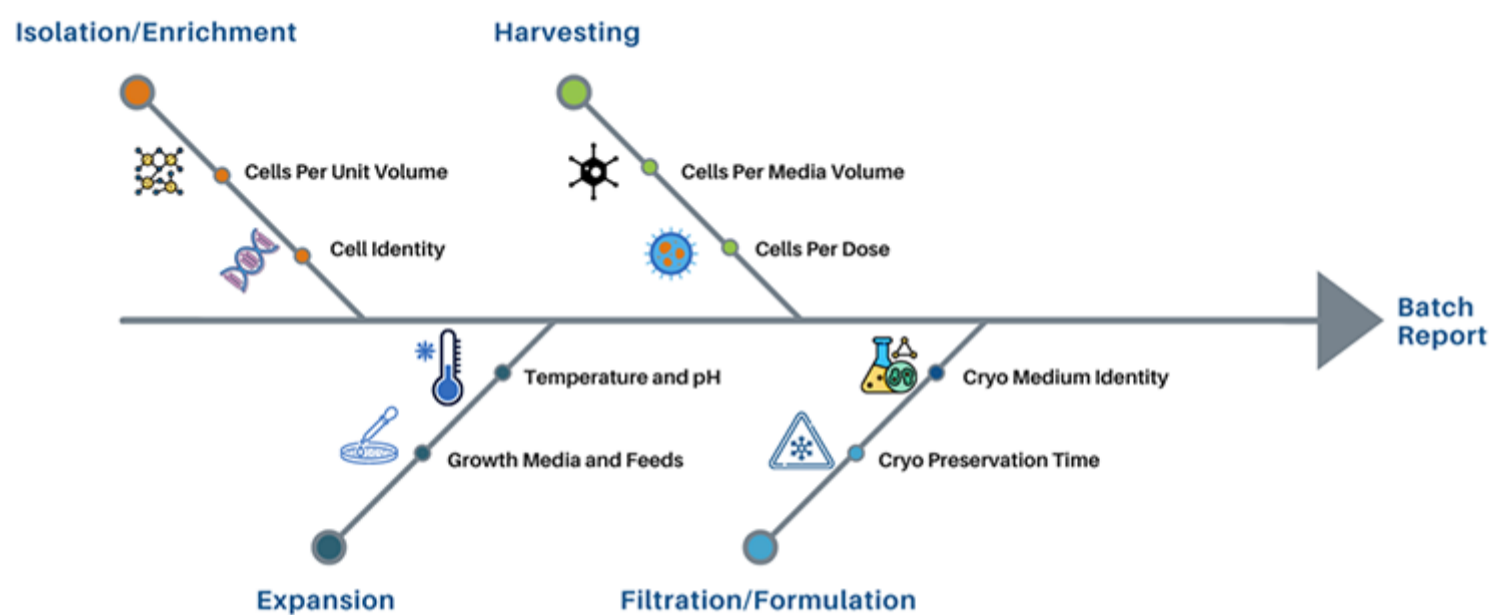 Isolation/Enrichment
Harvesting
Cells Per Unit Volume
Cells Per Media Volume
Cell Identity
Cells Per Dose
Batch
Report
Temperature and pH
Cryo Medium Identity
Growth Media and Feeds
Cryo Preservation Time
Expansion
Filtration/Formulation